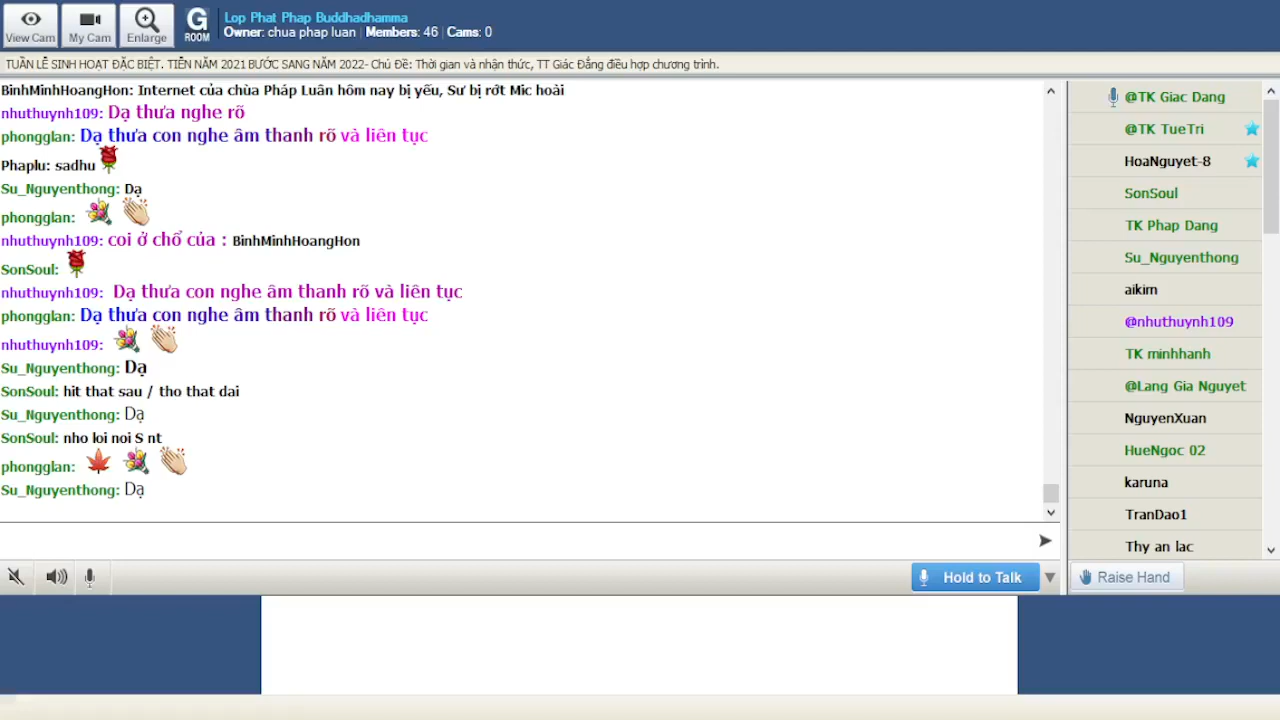 View Cam
My Cam
Enlarge
G
ROOM
Lop Phat Phap Buddhadhamma
Owner: chua phap luan | Members: 46 | Cams: 0
TUẦN LỄ SINH HOẠT ĐẶC BIỆT. TIỄN NĂM 2021 BƯỚC SANG NĂM 2022- Chủ Đề: Thời gian và nhận thức, TT Giác Đẳng điều hợp chương trình.
BinhMinhHoangHon: Internet của chùa Pháp Luân hôm nay bị yếu, Sư bị rớt Mic hoài
nhuthuynh109: Dạ thưa nghe rõ
phongglan: Dạ thưa con nghe âm thanh rõ và liên tục
Phaplu: sadhu
Su_Nguyenthong: Dạ
phongglan:
nhuthuynh109: coi ở chổ của : BinhMinhHoangHon
SonSoul:
nhuthuynh109: Dạ thưa con nghe âm thanh rõ và liên tục
phongglan: Dạ thưa con nghe âm thanh rõ và liên tục
nhuthuynh109:
Su_Nguyenthong: Dạ
SonSoul: hit that sau / tho that dai
Su_Nguyenthong: Dạ
SonSoul: nho loi noi S nt
phongglan:
Su_Nguyenthong: Dạ
Hold to Talk
@TK Giac Dang
@TK TueTri
HoaNguyet-8
SonSoul
TK Phap Dang
Su_Nguyenthong
aikim
@nhuthuynh109
TK minhhanh
@Lang Gia Nguyet
NguyenXuan
HueNgoc 02
karuna
TranDao1
Thy an lac
Raise Hand